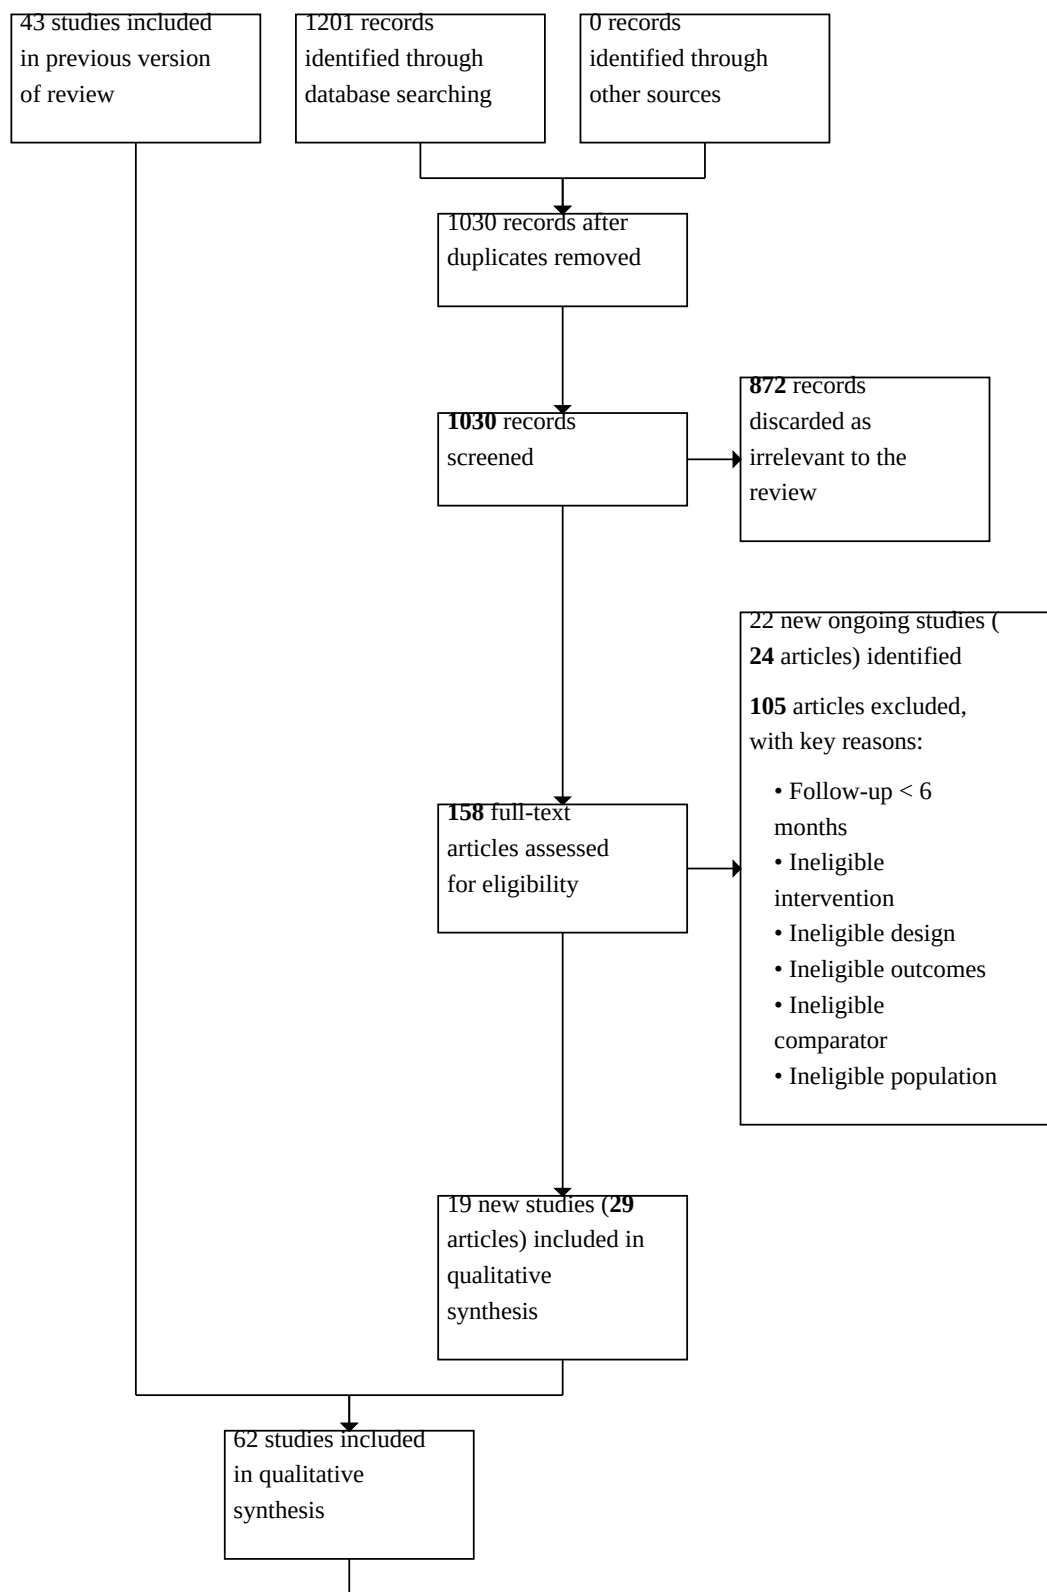 43 studies included
in previous version
of review
1201 records
identified through
database searching
0 records
identified through
other sources
1030 records after
duplicates removed
1030 records
screened
872 records
discarded as
irrelevant to the
review
22 new ongoing studies (
24 articles) identified
105 articles excluded,
with key reasons:
• Follow-up < 6
months
• Ineligible
intervention
• Ineligible design
• Ineligible outcomes
• Ineligible
comparator
• Ineligible population
158 full-text
articles assessed
for eligibility
19 new studies (29
articles) included in
qualitative
synthesis
62 studies included
in qualitative
synthesis